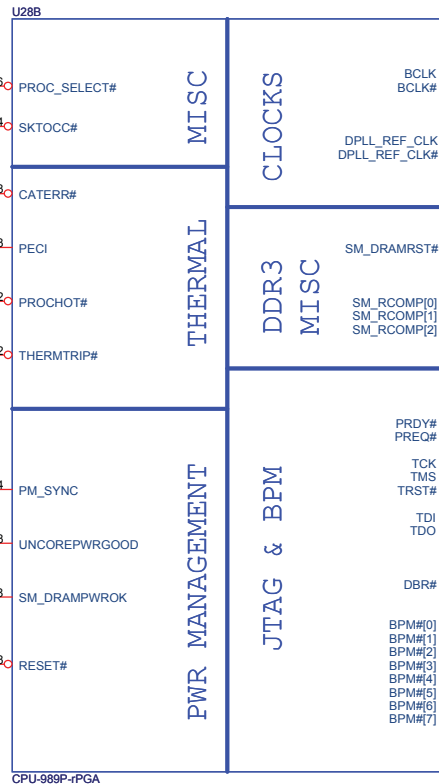 U28B
PROC_SELECT#
SKTOCC#
MISC
CATERR#
PECI
PROCHOT#
THERMTRIP#
THERMAL
PM_SYNC
UNCOREPWRGOOD
SM_DRAMPWROK
RESET#
PWR MANAGEMENT
CLOCKS
BCLK
BCLK#
DPLL_REF_CLK
DPLL_REF_CLK#
DDR3
MISC
SM_DRAMRST#
SM_RCOMP[0]
SM_RCOMP[1]
SM_RCOMP[2]
JTAG & BPM
PRDY#
PREQ#
TCK
TMS
TRST#
TDI
TDO
DBR#
BPM#[0]
BPM#[1]
BPM#[2]
BPM#[3]
BPM#[4]
BPM#[5]
BPM#[6]
BPM#[7]
CPU-989P-rPGA